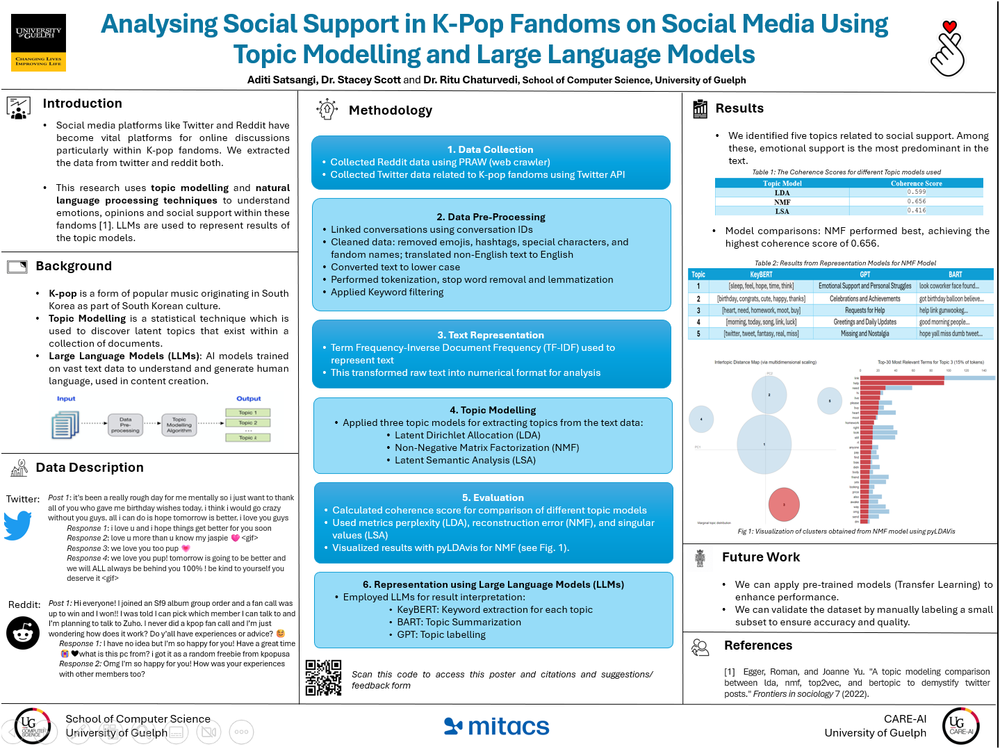 UNIVERSITY
OF GUELPH
CHANGING LIVES
IMPROVING LIFE
Analysing Social Support in K-Pop Fandoms on Social Media Using
Topic Modelling and Large Language Models
Aditi Satsangi, Dr. Stacey Scott and Dr. Ritu Chaturvedi, School of Computer Science, University of Guelph
Introduction
• Social media platforms like Twitter and Reddit have
become vital platforms for online discussions
particularly within K-pop fandoms. We extracted
the data from twitter and reddit both.
• This research uses topic modelling and natural
language processing techniques to understand
emotions, opinions and social support within these
fandoms [1]. LLMs are used to represent results of
the topic models.
Background
• K-pop is a form of popular music originating in South
Korea as part of South Korean culture.
• Topic Modelling is a statistical technique which is
used to discover latent topics that exist within a
collection of documents.
• Large Language Models (LLMs): AI models trained
on vast text data to understand and generate human
language, used in content creation.
Input
Data
Pre-
processing
Topic
Modelling
Algorithm
Output
Topic 1
Topic 2
...
Topic k
Data Description
Twitter:
Post 1: it's been a really rough day for me mentally so i just want to thank
all of you who gave me birthday wishes today. i think i would go crazy
without you guys. all i can do is hope tomorrow is better. i love you guys
Response 1: i love u and i hope things get better for you soon
Response 2: love u more than u know my jaspie 💗 <gif>
Response 3: we love you too pup 💗
Response 4: we love you pup! tomorrow is going to be better and
we will ALL always be behind you 100% ! be kind to yourself you
deserve it <gif>
Reddit:
Post 1: Hi everyone! I joined an Sf9 album group order and a fan call was
up to win and I won!! I was told I can pick which member I can talk to and
I'm planning to talk to Zuho. I never did a kpop fan call and I'm just
wondering how does it work? Do y'all have experiences or advice? 😆
Response 1: I have no idea but I'm so happy for you! Have a great time
😭 🖤what is this pc from? i got it as a random freebie from kpopusa
Response 2: Omg I'm so happy for you! How was your experiences
with other members too?
Methodology
1. Data Collection
• Collected Reddit data using PRAW (web crawler)
• Collected Twitter data related to K-pop fandoms using Twitter API
2. Data Pre-Processing
• Linked conversations using conversation IDs
• Cleaned data: removed emojis, hashtags, special characters, and
fandom names; translated non-English text to English
• Converted text to lower case
• Performed tokenization, stop word removal and lemmatization
• Applied Keyword filtering
3. Text Representation
• Term Frequency-Inverse Document Frequency (TF-IDF) used to
represent text
• This transformed raw text into numerical format for analysis
4. Topic Modelling
• Applied three topic models for extracting topics from the text data:
• Latent Dirichlet Allocation (LDA)
• Non-Negative Matrix Factorization (NMF)
• Latent Semantic Analysis (LSA)
5. Evaluation
• Calculated coherence score for comparison of different topic models
• Used metrics perplexity (LDA), reconstruction error (NMF), and singular
values (LSA)
• Visualized results with pyLDAvis for NMF (see Fig. 1).
6. Representation using Large Language Models (LLMs)
• Employed LLMs for result interpretation:
• KeyBERT: Keyword extraction for each topic
• BART: Topic Summarization
• GPT: Topic labelling
Scan this code to access this poster and citations and suggestions/
feedback form
Results
• We identified five topics related to social support. Among
these, emotional support is the most predominant in the
text.
Table 1: The Coherence Scores for different Topic models used
Topic Model Coherence Score
LDA 0.599
NMF 0.656
LSA 0.416
• Model comparisons: NMF performed best, achieving the
highest coherence score of 0.656.
Table 2: Results from Representation Models for NMF Model
Topic KeyBERT GPT BART
1 [sleep, feel, hope, time, think] Emotional Support and Personal Struggles look coworker face found...
2 [birthday, congrats, cute, happy, thanks] Celebrations and Achievements got birthday balloon believe...
3 [heart, need, homework, moot, buy] Requests for Help help link gunwookeg...
4 [morning, today, song, link, luck] Greetings and Daily Updates good morning people...
5 [twitter, tweet, fantasy, real, miss] Missing and Nostalgia hope yall miss dumb tweet...
Intertopic Distance Map (via multidimensional scaling)
PC2
PC1
2
5
4
1
3
Marginal topic distribution
Top-30 Most Relevant Terms for Topic 3 (15% of tokens)
0 20 40 60 80 100 120 140
link
help
need
hi
live
please
buy
heart
moot
homework
right
look
still
anyone
pay
find
bias
didn
body
friend
yes
looking
price
also
awake
way
omg
send
dm
Fig 1: Visualization of clusters obtained from NMF model using pyLDAVis
Future Work
• We can apply pre-trained models (Transfer Learning) to
enhance performance.
• We can validate the dataset by manually labeling a small
subset to ensure accuracy and quality.
References
[1] Egger, Roman, and Joanne Yu. "A topic modeling comparison
between lda, nmf, top2vec, and bertopic to demystify twitter
posts." Frontiers in sociology 7 (2022).
UG
COMPUTER
SCIENCE
School of Computer Science
University of Guelph
mitacs
CARE-AI
University of Guelph
UG
CARE-AI